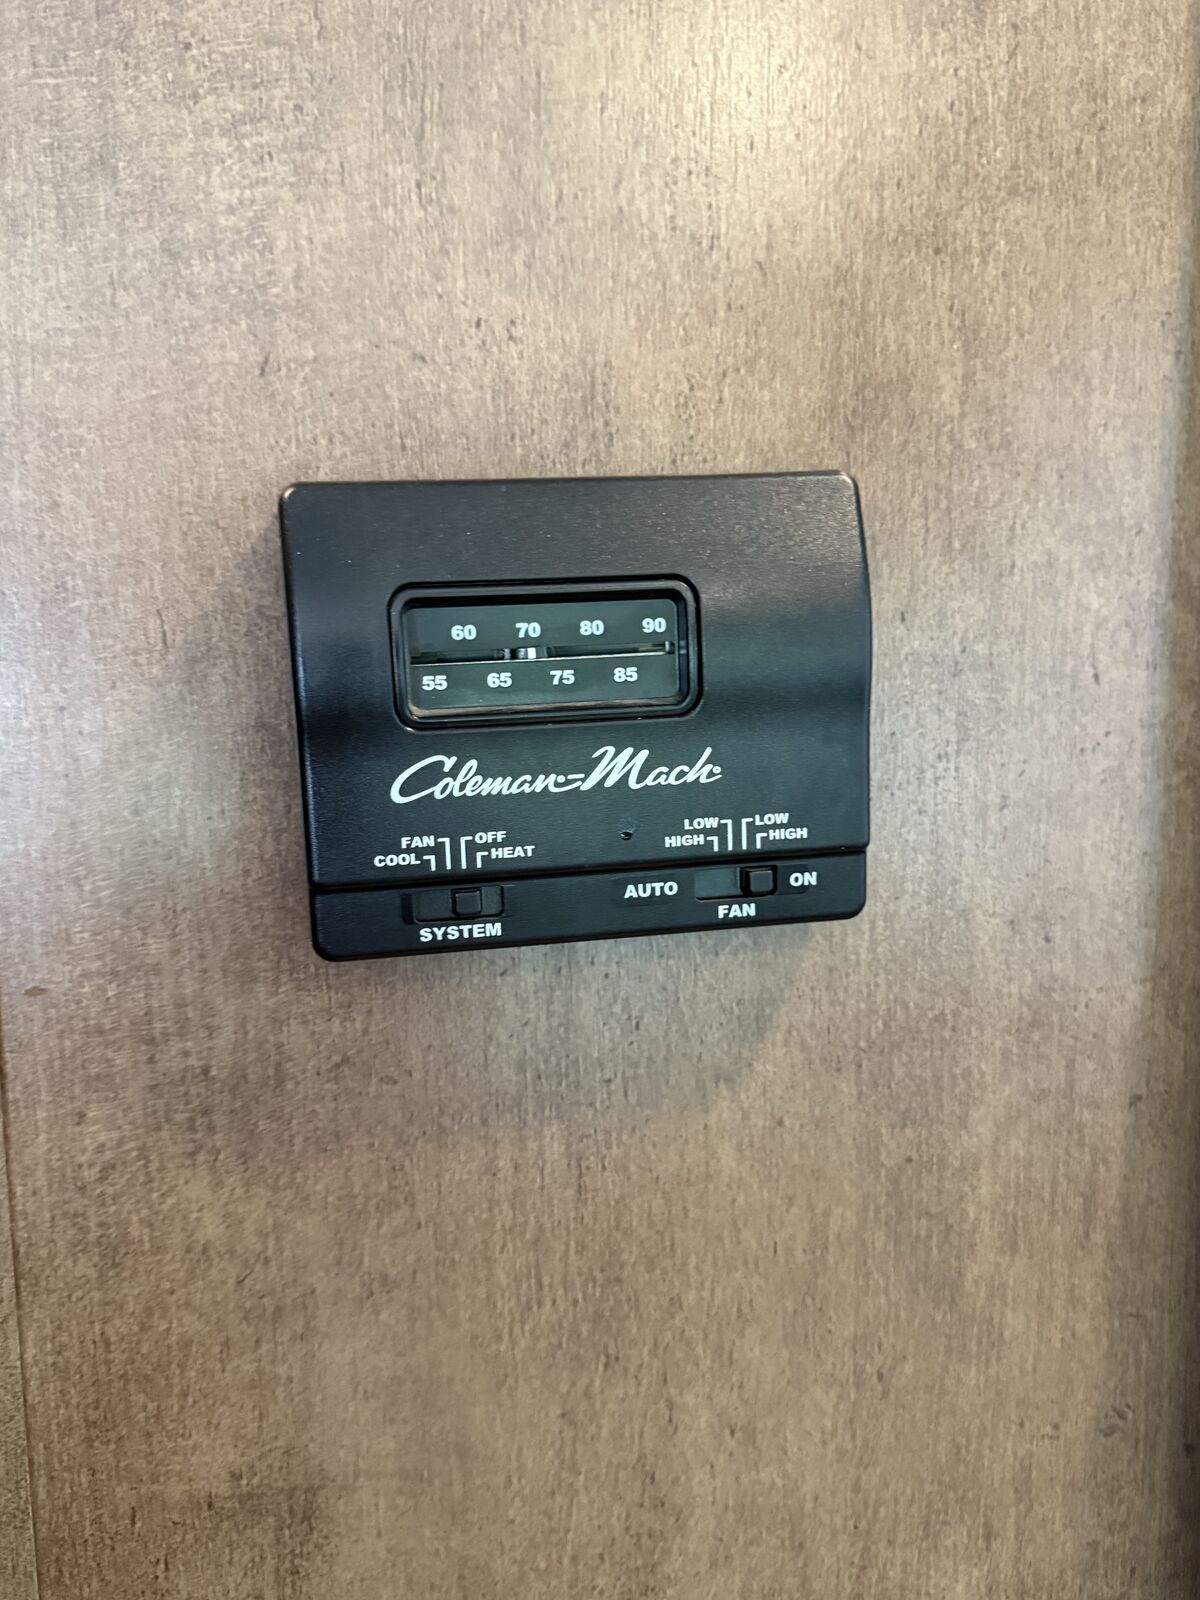 60 70 80 90
55 65 75 85
Coleman-Mach
FAN OFF
COOL HEAT
LOW LOW
HIGH HIGH
AUTO ON
SYSTEM
FAN